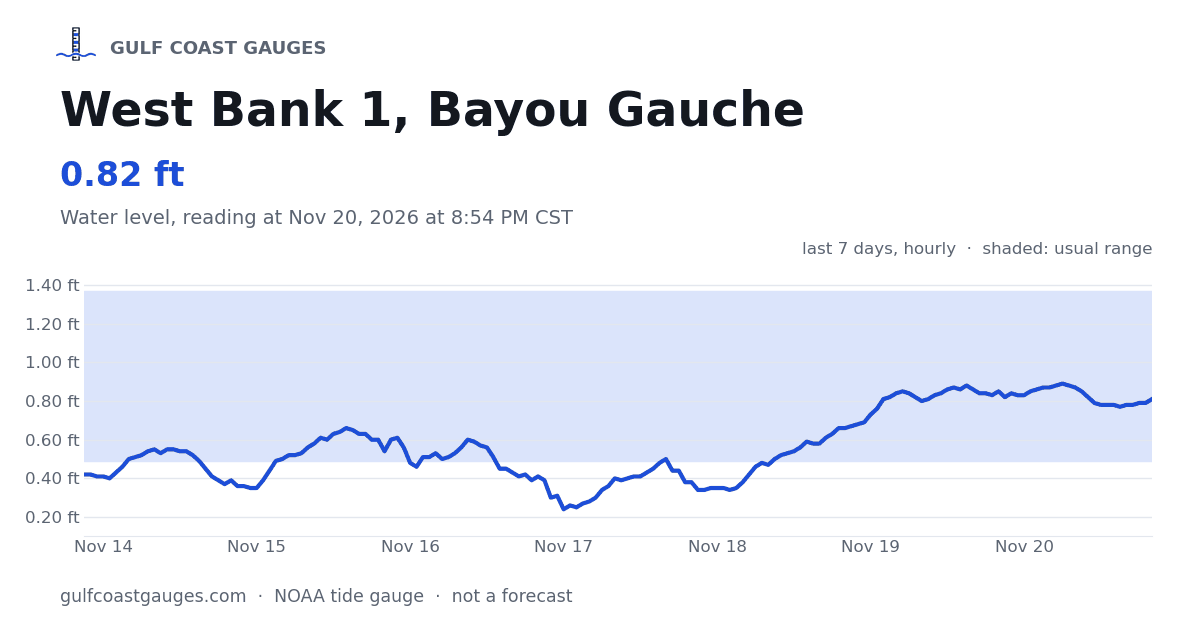 GULF COAST GAUGES
West Bank 1, Bayou Gauche
0.82 ft
Water level, reading at Nov 20, 2026 at 8:54 PM CST
last 7 days, hourly · shaded: usual range
1.40 ft
1.20 ft
1.00 ft
0.80 ft
0.60 ft
0.40 ft
0.20 ft
Nov 14 Nov 15 Nov 16 Nov 17 Nov 18 Nov 19 Nov 20
gulfcoastgauges.com · NOAA tide gauge · not a forecast